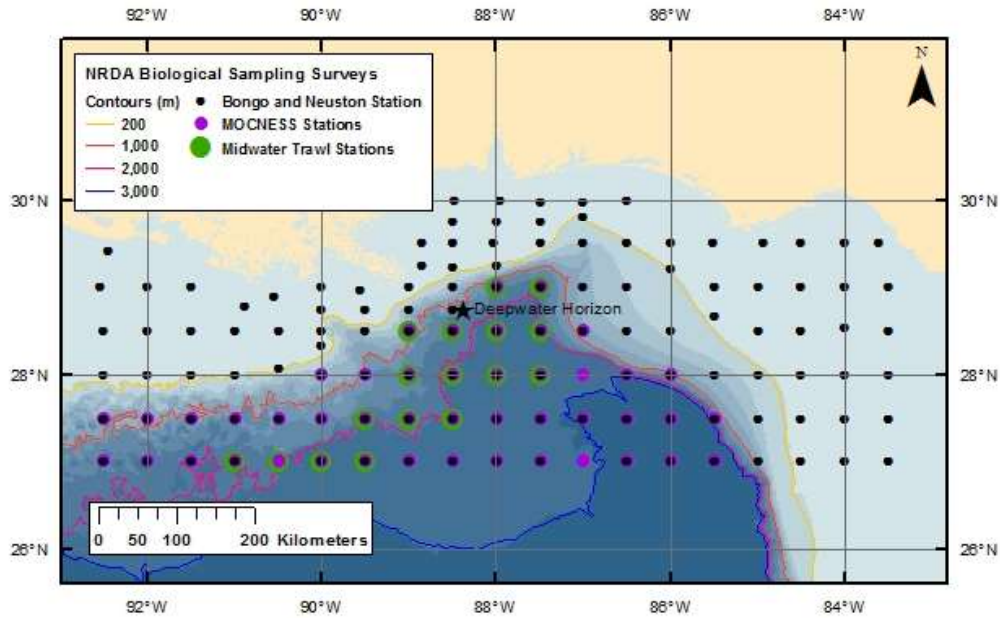 92°W 90°W 88°W 86°W 84°W
N
NRDA Biological Sampling Surveys
Contours (m)
200
1,000
2,000
3,000
Bongo and Neuston Station
MOCNESS Stations
Midwater Trawl Stations
30°N 30°N
Deepwater Horizon
28°N 28°N
0 50 100 200 Kilometers
26°N 26°N
92°W 90°W 88°W 86°W 84°W